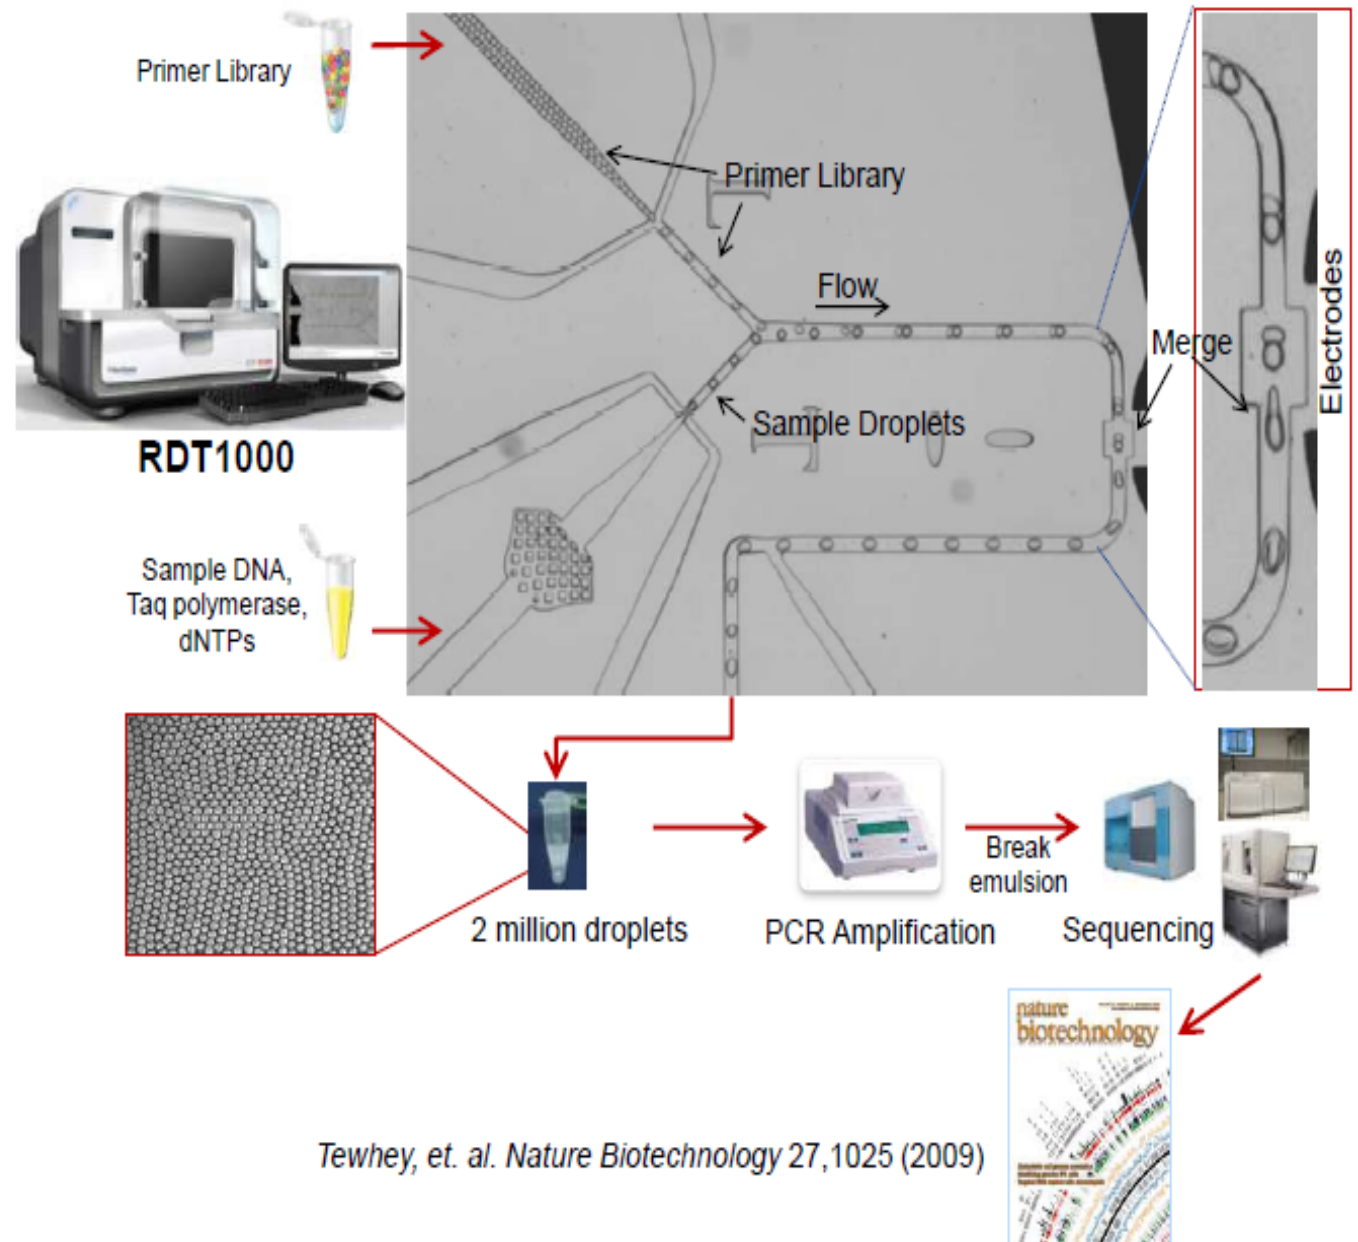 Primer Library
RDT1000
Sample DNA,
Taq polymerase,
dNTPs
Primer Library
Flow
Sample Droplets
Merge
Electrodes
2 million droplets
PCR Amplification
Break
emulsion
Sequencing
nature
biotechnology
Tewhey, et. al. Nature Biotechnology 27,1025 (2009)